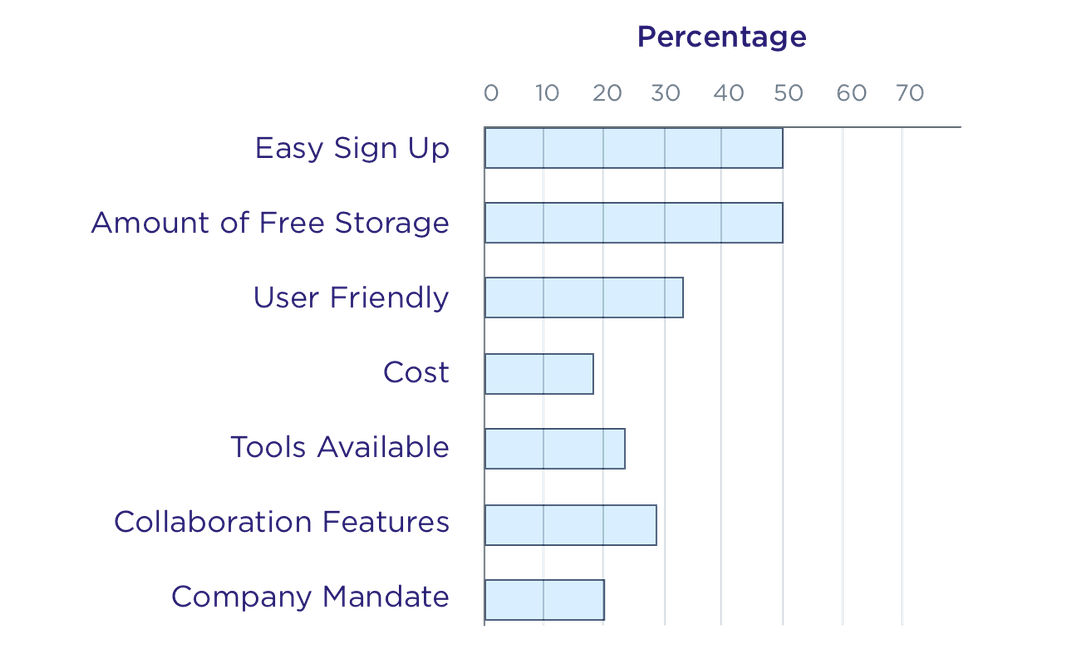 Percentage
0 10 20 30 40 50 60 70
Easy Sign Up
Amount of Free Storage
User Friendly
Cost
Tools Available
Collaboration Features
Company Mandate